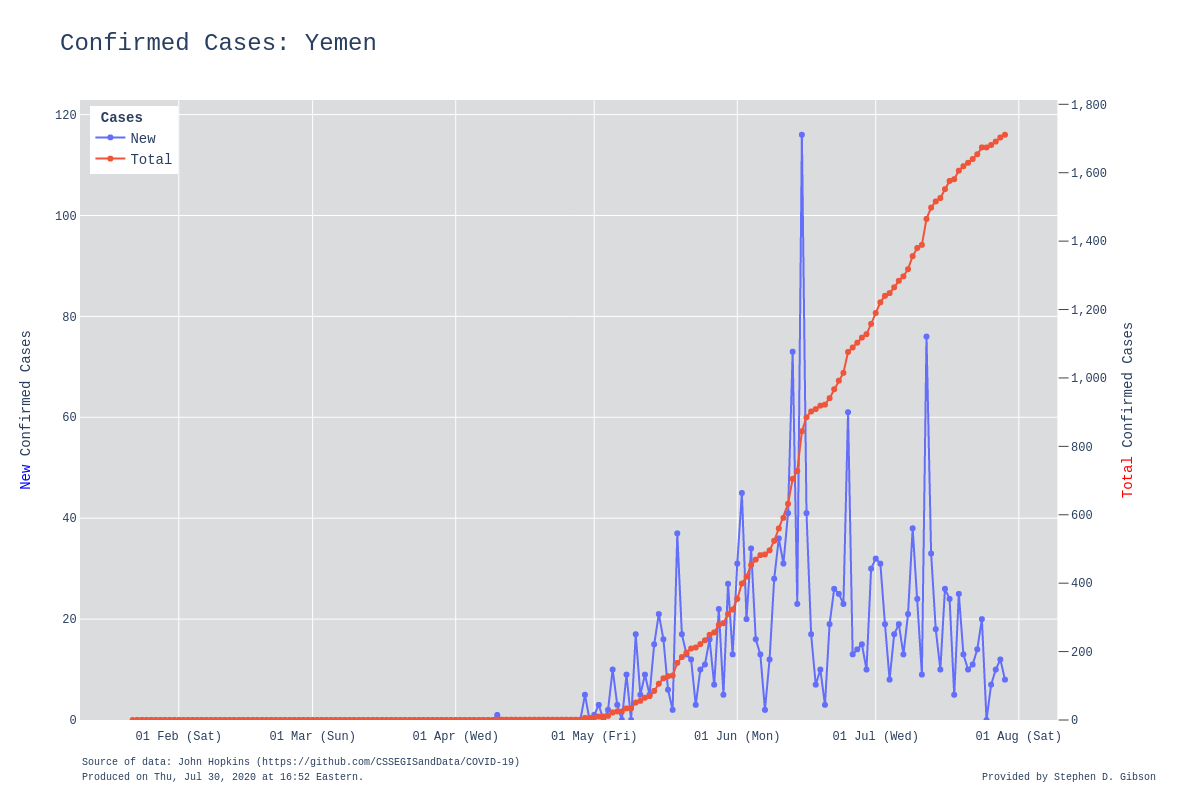 Confirmed Cases: Yemen
Cases
New
Total
120
100
80
60
40
20
0
New Confirmed Cases
1,800
1,600
1,400
1,200
1,000
800
600
400
200
0
Total Confirmed Cases
01 Feb (Sat)
01 Mar (Sun)
01 Apr (Wed)
01 May (Fri)
01 Jun (Mon)
01 Jul (Wed)
01 Aug (Sat)
Source of data: John Hopkins (https://github.com/CSSEGISandData/COVID-19)
Produced on Thu, Jul 30, 2020 at 16:52 Eastern.
Provided by Stephen D. Gibson